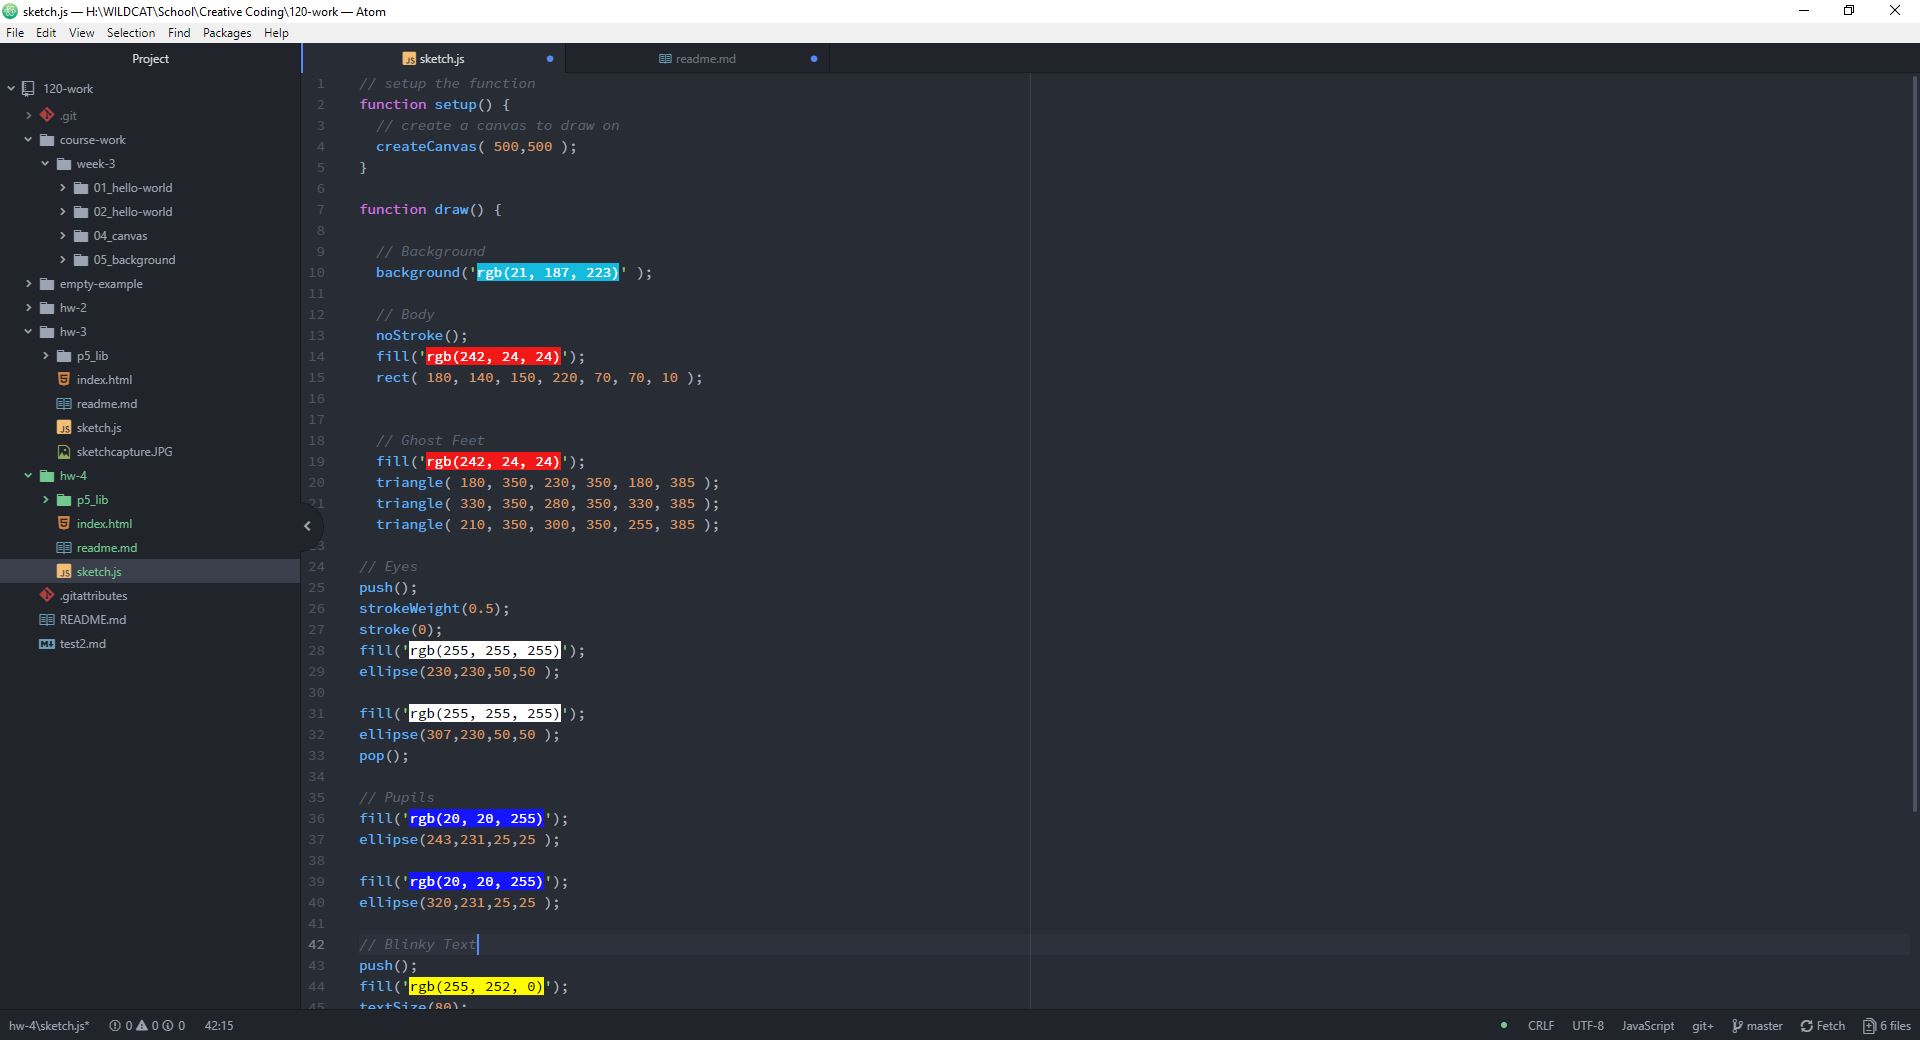 sketch.js — H:\WILDCAT\School\Creative Coding\120-work — Atom
File Edit View Selection Find Packages Help
Project
120-work
.git
course-work
week-3
01_hello-world
02_hello-world
04_canvas
05_background
empty-example
hw-2
hw-3
p5_lib
index.html
readme.md
sketch.js
sketchcapture.JPG
hw-4
p5_lib
index.html
readme.md
sketch.js
.gitattributes
README.md
test2.md
sketch.js readme.md
1 // setup the function
2 function setup() {
3 // create a canvas to draw on
4 createCanvas( 500,500 );
5 }
6
7 function draw() {
8
9 // Background
10 background('rgb(21, 187, 223)' );
11
12 // Body
13 noStroke();
14 fill('rgb(242, 24, 24)');
15 rect( 180, 140, 150, 220, 70, 70, 10 );
16
17
18 // Ghost Feet
19 fill('rgb(242, 24, 24)');
20 triangle( 180, 350, 230, 350, 180, 385 );
21 triangle( 330, 350, 280, 350, 330, 385 );
triangle( 210, 350, 300, 350, 255, 385 );
3
24 // Eyes
25 push();
26 strokeWeight(0.5);
27 stroke(0);
28 fill('rgb(255, 255, 255)');
29 ellipse(230,230,50,50 );
30
31 fill('rgb(255, 255, 255)');
32 ellipse(307,230,50,50 );
33 pop();
34
35 // Pupils
36 fill('rgb(20, 20, 255)');
37 ellipse(243,231,25,25 );
38
39 fill('rgb(20, 20, 255)');
40 ellipse(320,231,25,25 );
41
42 // Blinky Text
43 push();
44 fill('rgb(255, 252, 0)');
45 textSize(80);
hw-4\sketch.js* 0 0 0 42:15 CRLF UTF-8 JavaScript git+ master Fetch 6 files